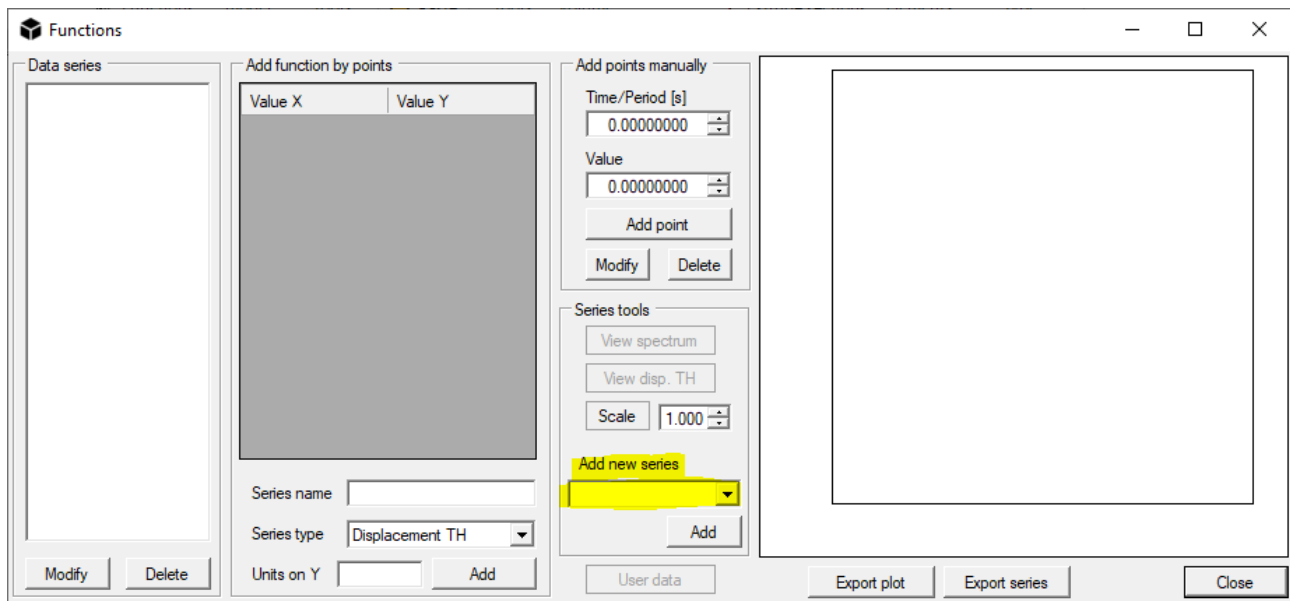 Functions
Data series
Modify
Delete
Add function by points
Value X
Value Y
Series name
Series type
Displacement TH
Units on Y
Add
Add points manually
Time/Period [s]
0.00000000
Value
0.00000000
Add point
Modify
Delete
Series tools
View spectrum
View disp. TH
Scale
1.000
Add new series
Add
User data
Export plot
Export series
Close